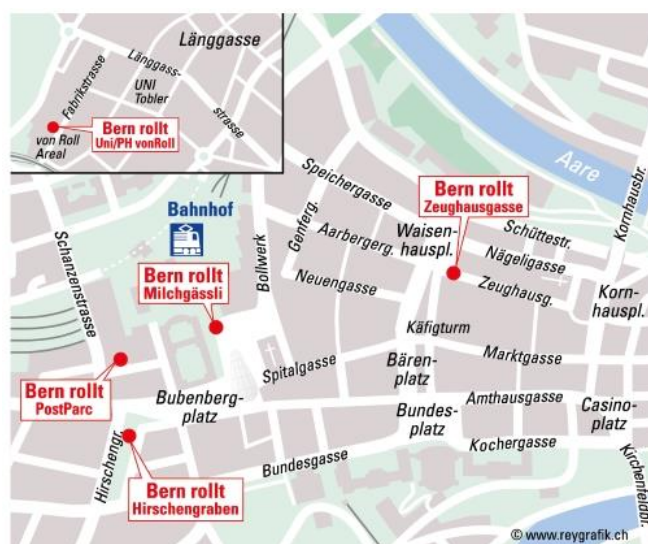 Länggasse
Fabrikstrasse
Länggass-
strasse
UNI
Tobler
Bern rollt
Uni/PH vonRoll
von Roll
Areal
Aare
Kornhausbr.
Speichergasse
Bern rollt
Zeughausgasse
Schüttestr.
Bahnhof
Genferg.
Aarbergerg.
Waisen-
hauspl.
Nägeligasse
Schanzenstrasse
Bollwerk
Bern rollt
Milchgässli
Neuengasse
Zeughausg.
Korn-
hauspl.
Käfigturm
Marktgasse
Spitalgasse
Bären-
platz
Bern rollt
PostParc
Bubenberg-
platz
Amthausgasse
Bundes-
platz
Casino-
platz
Hirschengr.
Kochergasse
Bundesgasse
Bern rollt
Hirschengraben
Kirchenfeldbr.
© www.reygrafik.ch